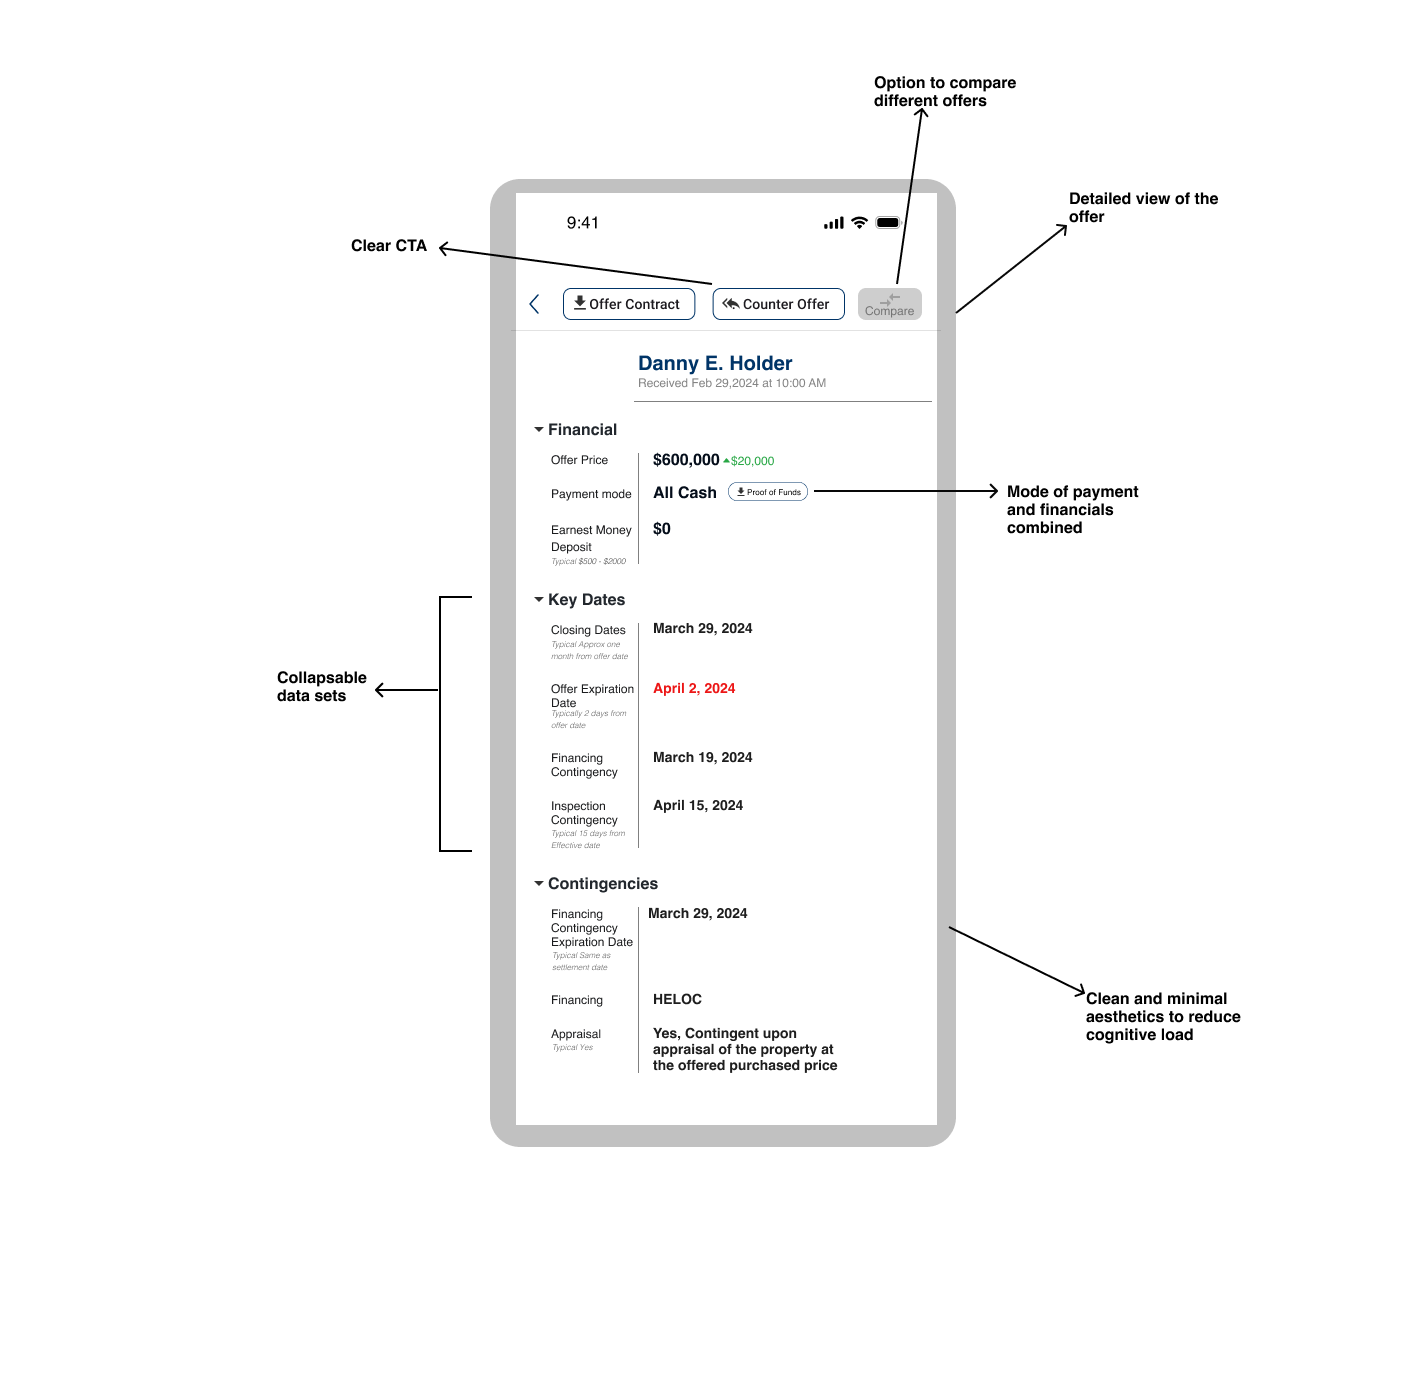 Option to compare
different offers
Detailed view of the
offer
Clear CTA
9:41
Offer Contract
Counter Offer
Compare
Danny E. Holder
Received Feb 29,2024 at 10:00 AM
Financial
Offer Price
$600,000
$20,000
Payment mode
All Cash
Proof of Funds
Mode of payment
and financials
combined
Earnest Money
Deposit
$0
Typical $500 - $2000
Key Dates
Closing Dates
March 29, 2024
Typical Approx one
month from offer date
Collapsable
data sets
Offer Expiration
Date
April 2, 2024
Typically 2 days from
offer date
Financing
Contingency
March 19, 2024
Inspection
Contingency
April 15, 2024
Typical 15 days from
Effective date
Contingencies
Financing
Contingency
Expiration Date
March 29, 2024
Typical Same as
settlement date
Financing
HELOC
Clean and minimal
aesthetics to reduce
cognitive load
Appraisal
Typical Yes
Yes, Contingent upon
appraisal of the property at
the offered purchased price